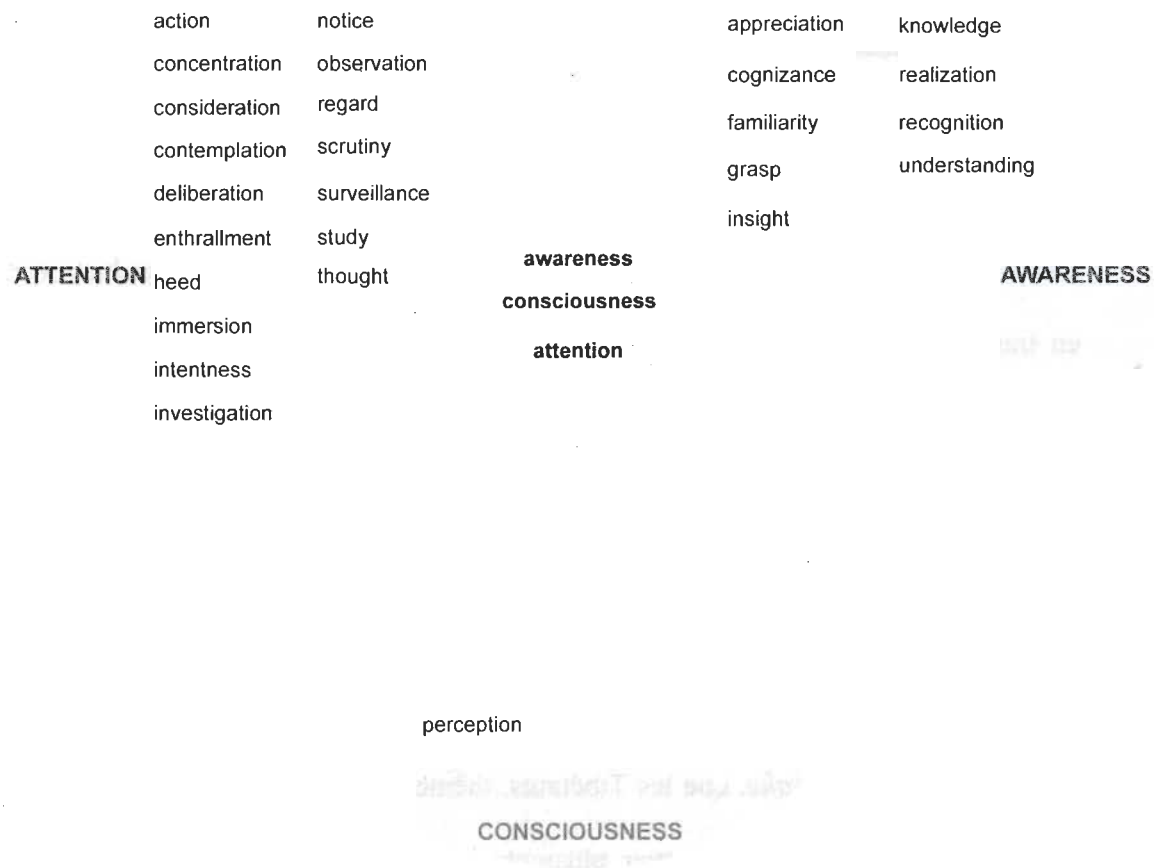 action notice
concentration observation
consideration regard
contemplation scrutiny
deliberation surveillance
enthrallment study
ATTENTION heed thought
immersion
intentness
investigation
awareness
consciousness
attention
appreciation knowledge
cognizance realization
familiarity recognition
grasp understanding
insight
AWARENESS
perception
CONSCIOUSNESS